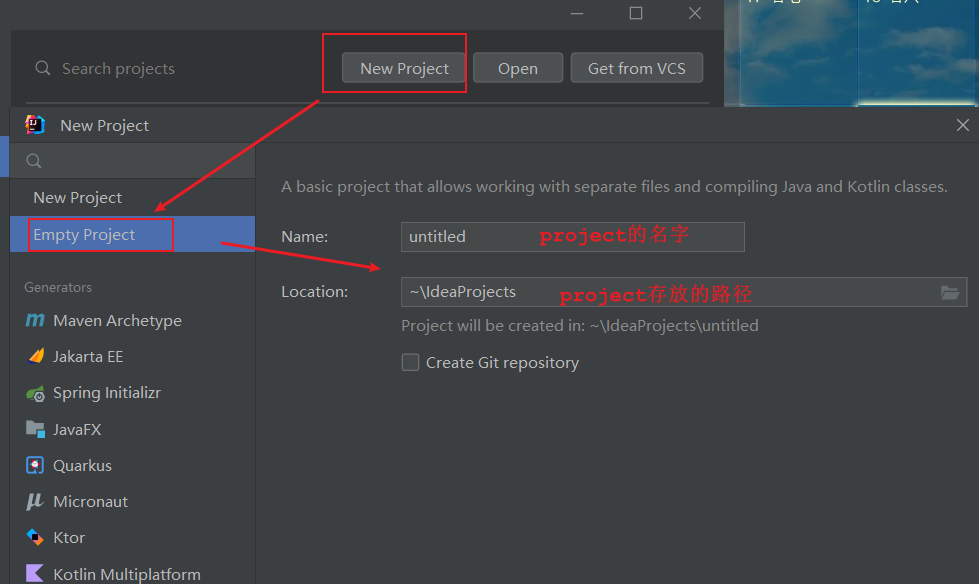 Search projects
New Project
Open
Get from VCS
New Project
New Project
Empty Project
Generators
Maven Archetype
Jakarta EE
Spring Initializr
JavaFX
Quarkus
Micronaut
Ktor
Kotlin Multiplatform
A basic project that allows working with separate files and compiling Java and Kotlin classes.
Name:
untitled
project的名字
Location:
~\IdeaProjects
project存放的路径
Project will be created in: ~\IdeaProjects\untitled
Create Git repository